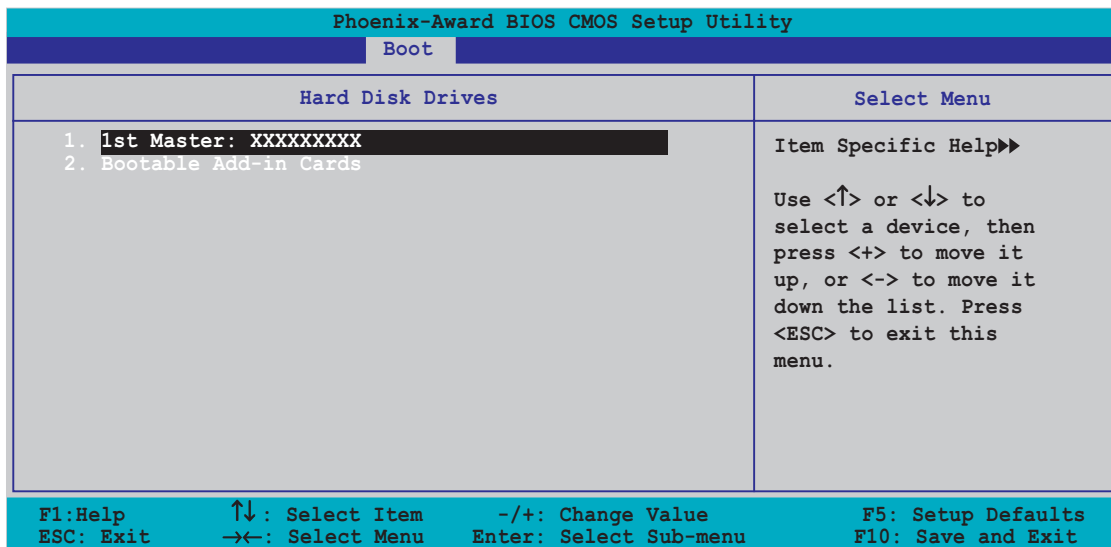 Phoenix-Award BIOS CMOS Setup Utility
Boot
Hard Disk Drives
Select Menu
1. 1st Master: XXXXXXXXX
2. Bootable Add-in Cards
Item Specific Help▶▶
Use <↑> or <↓> to
select a device, then
press <+> to move it
up, or <-> to move it
down the list. Press
<ESC> to exit this
menu.
F1:Help ↑↓: Select Item -/+: Change Value F5: Setup Defaults
ESC: Exit →←: Select Menu Enter: Select Sub-menu F10: Save and Exit